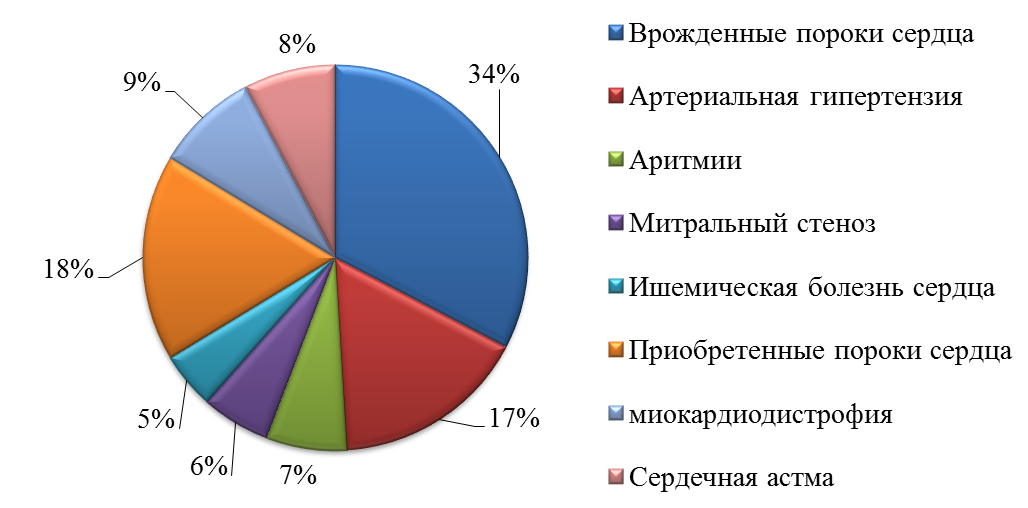 8%
34%
9%
18%
5%
6%
7%
17%
Врожденные пороки сердца
Артериальная гипертензия
Аритмии
Митральный стеноз
Ишемическая болезнь сердца
Приобретенные пороки сердца
миокардиодистрофия
Сердечная астма